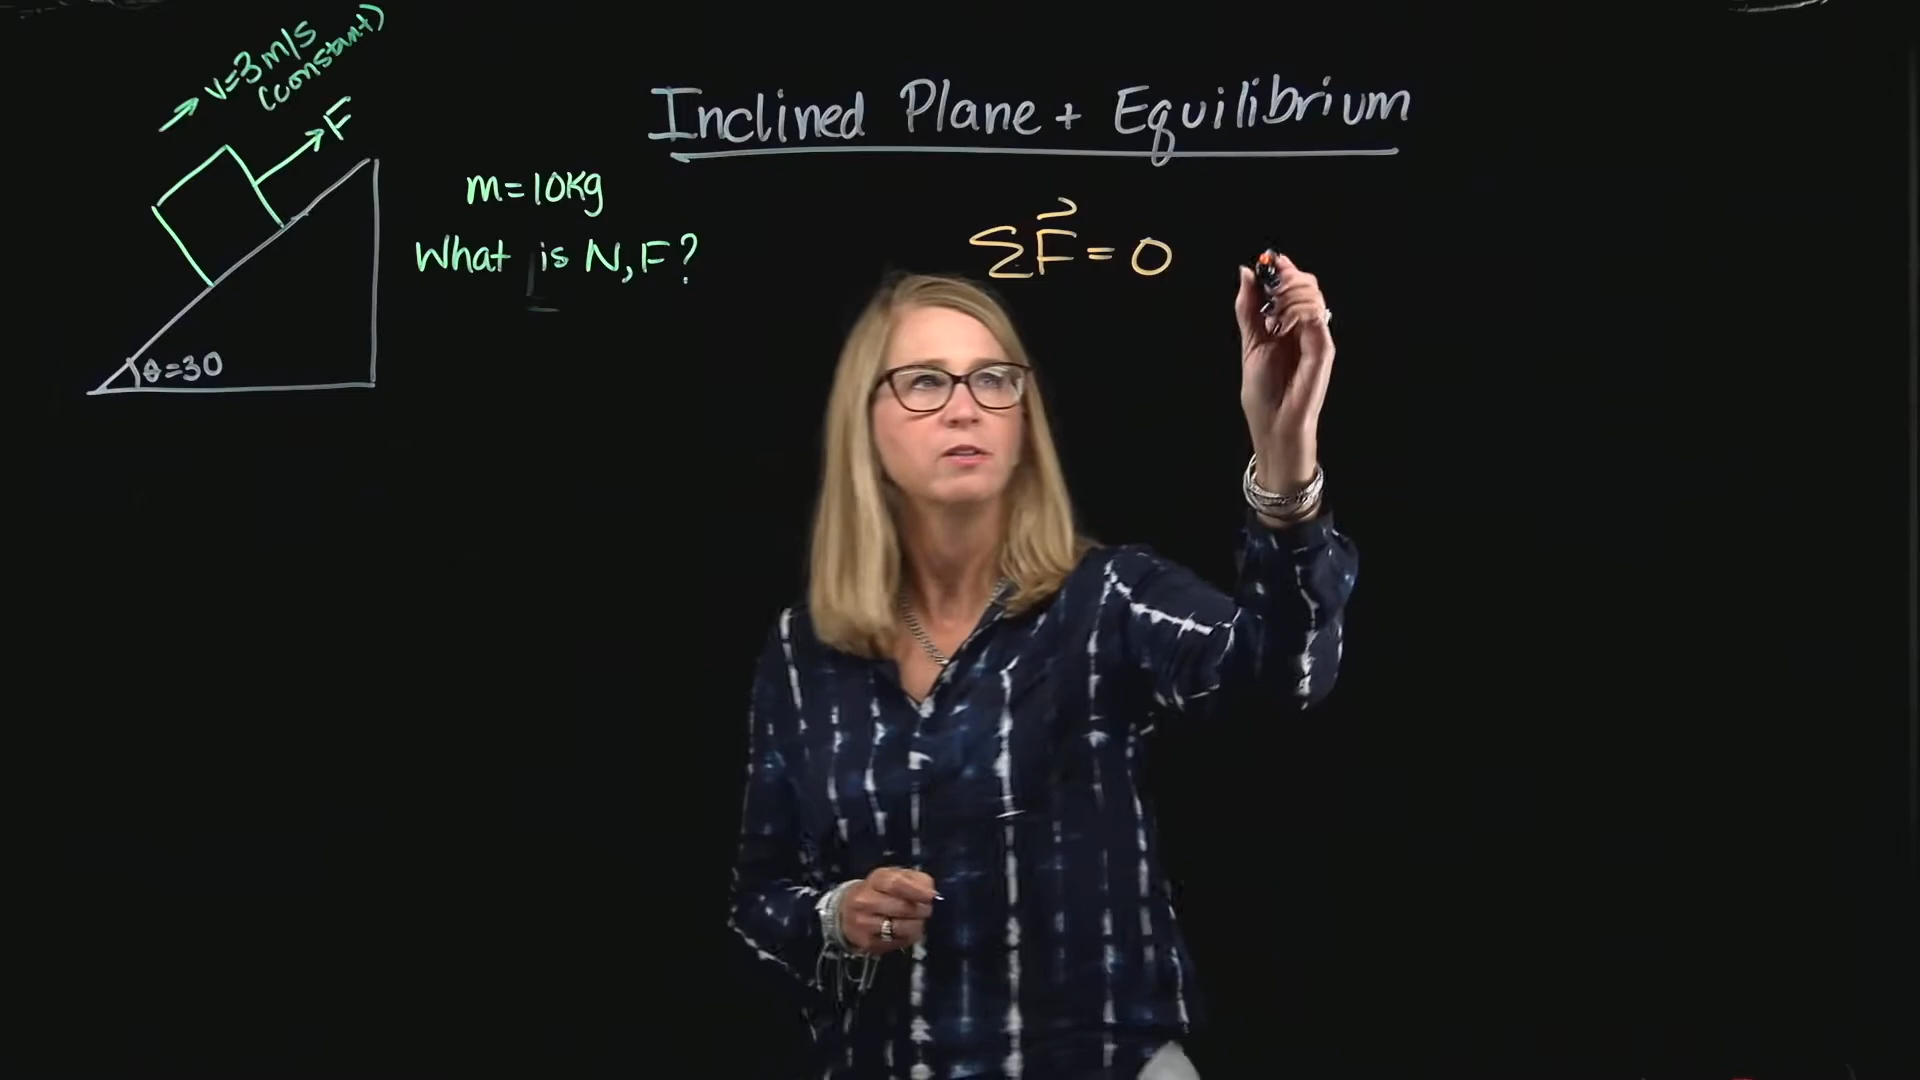 v=3m/s
(constant)
F
Inclined Plane + Equilibrium
m=10Kg
What is N,F?
ΣF⃗ = 0
θ=30